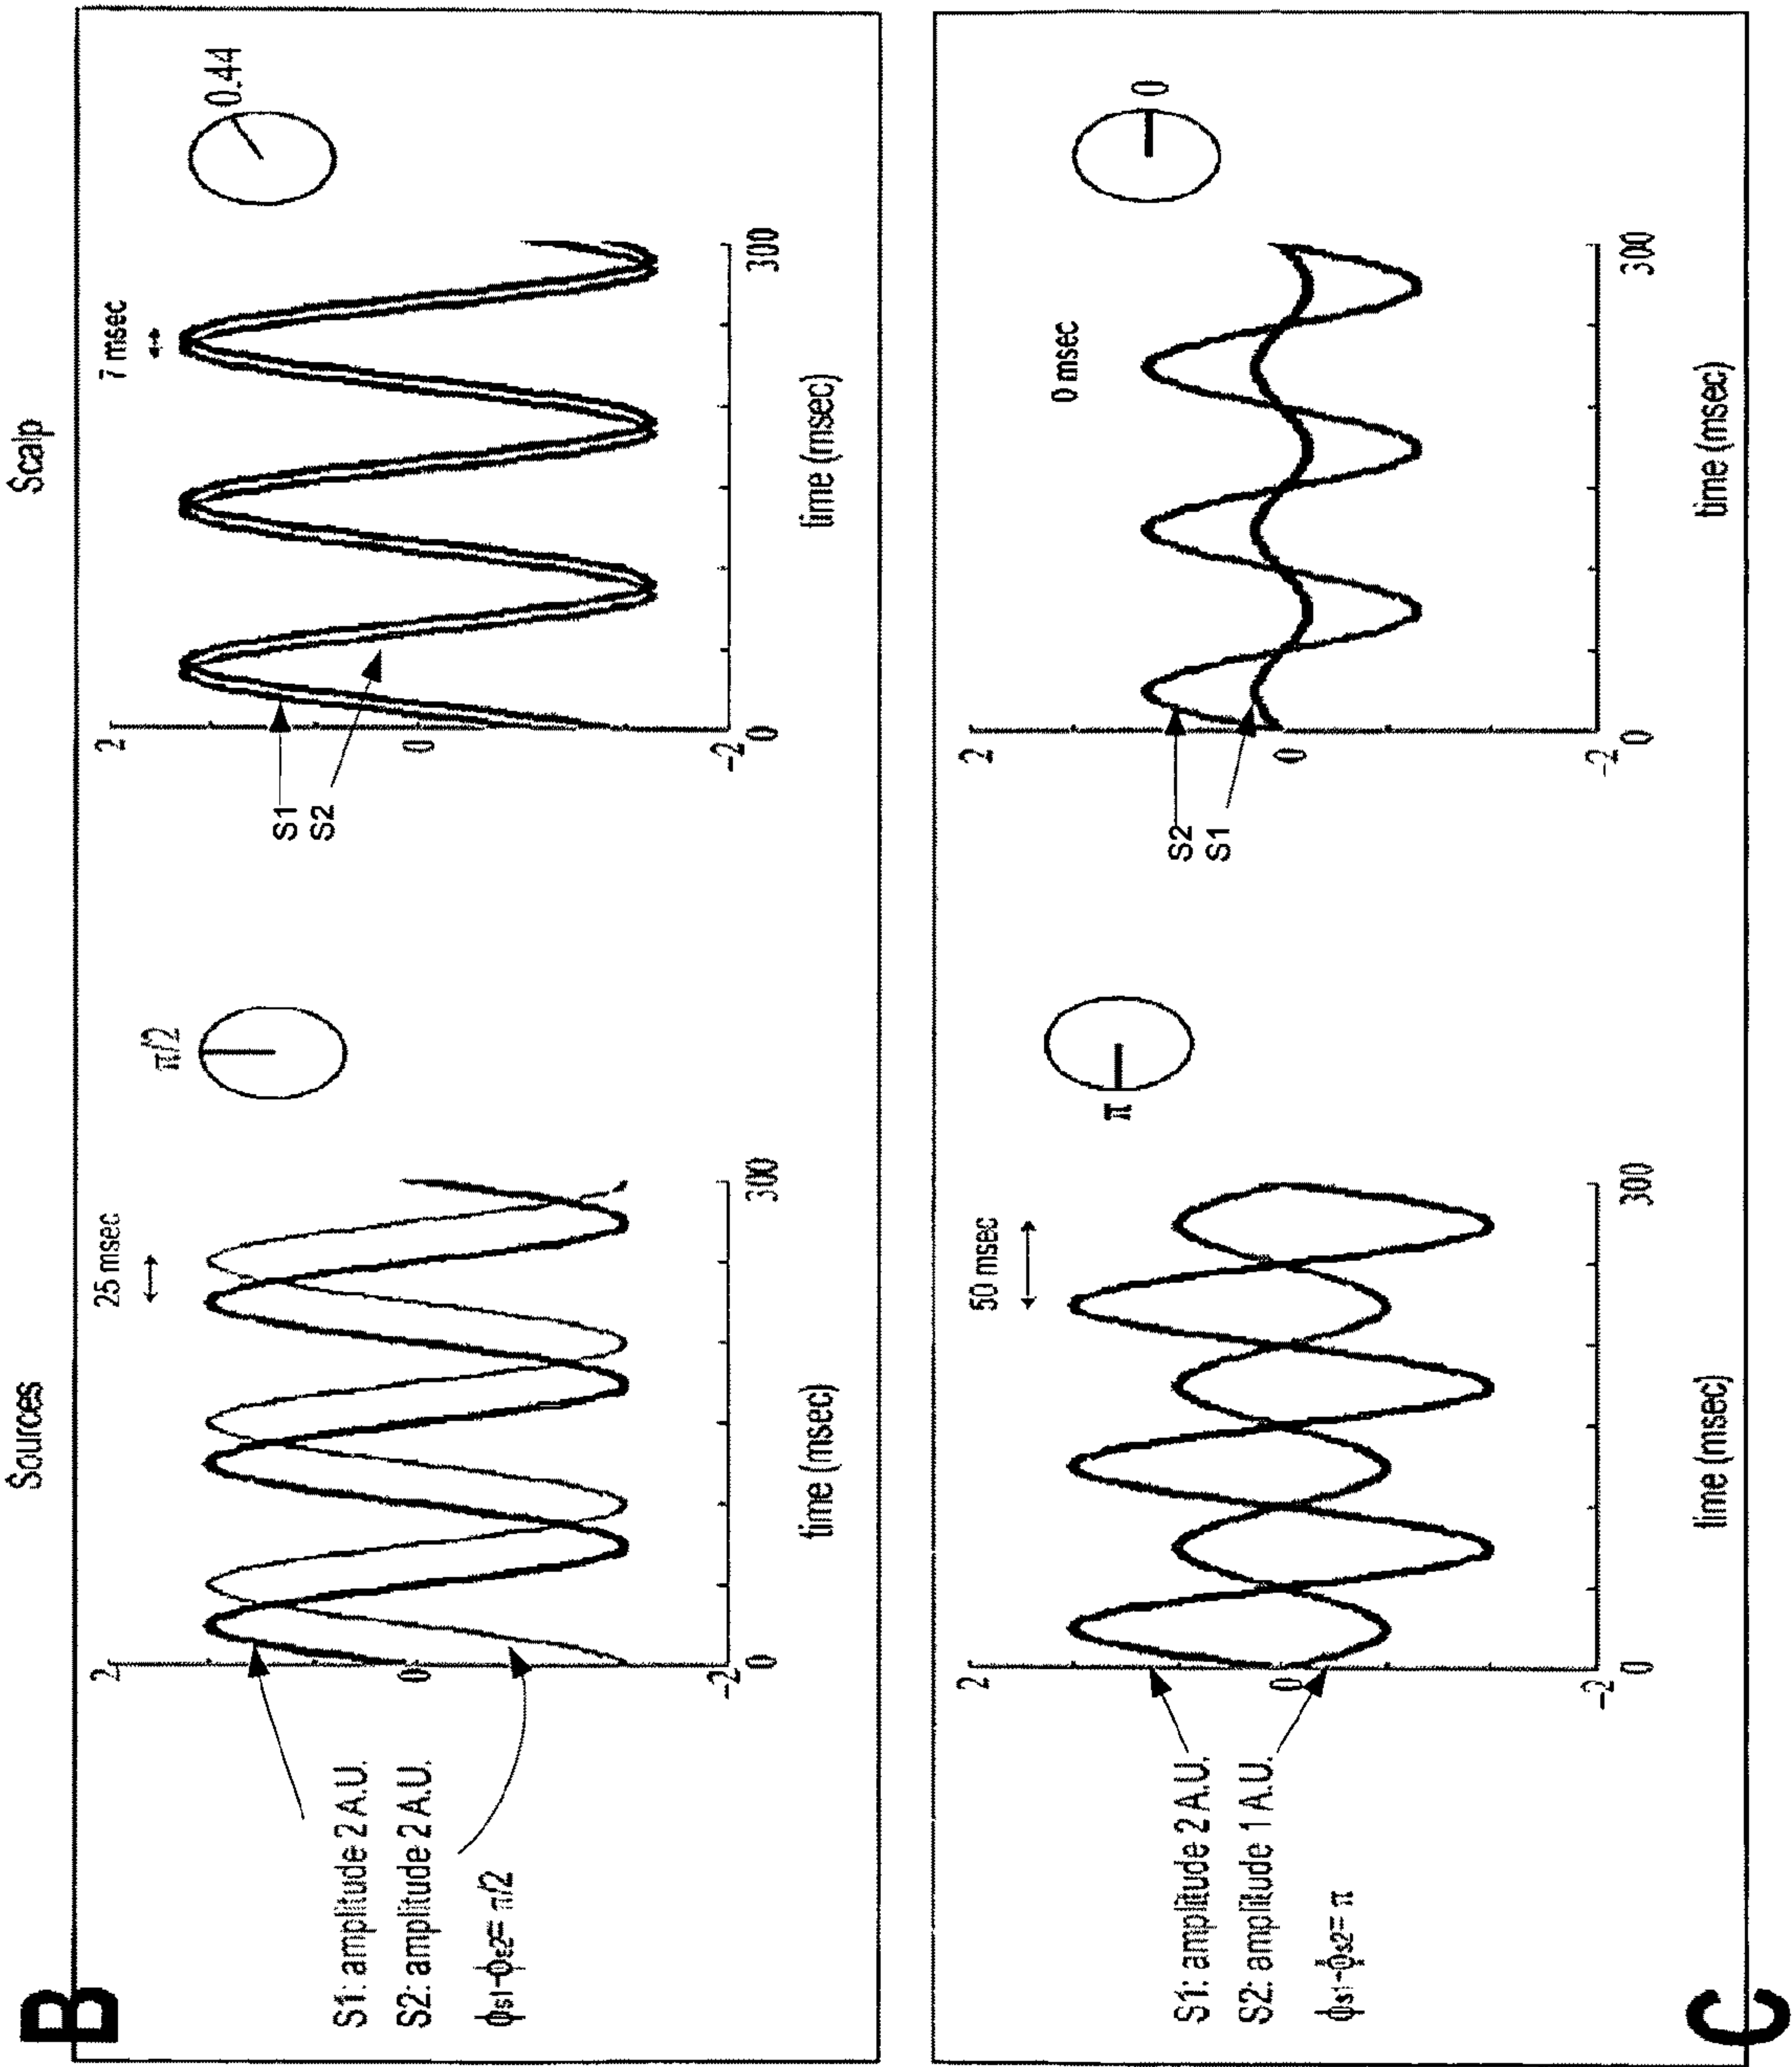 B
Sources
Scalp
S1: amplitude 2 A.U.
S2: amplitude 2 A.U.
ϕs1-ϕs2= π/2
2
0
-2
0
300
time (msec)
25 msec
π/2
S1
S2
2
0
-2
0
300
time (msec)
7 msec
0.44
C
S1: amplitude 2 A.U.
S2: amplitude 1 A.U.
ϕs1-ϕs2= π
2
0
-2
0
300
time (msec)
50 msec
π
S2
S1
2
0
-2
0
300
time (msec)
0 msec
0